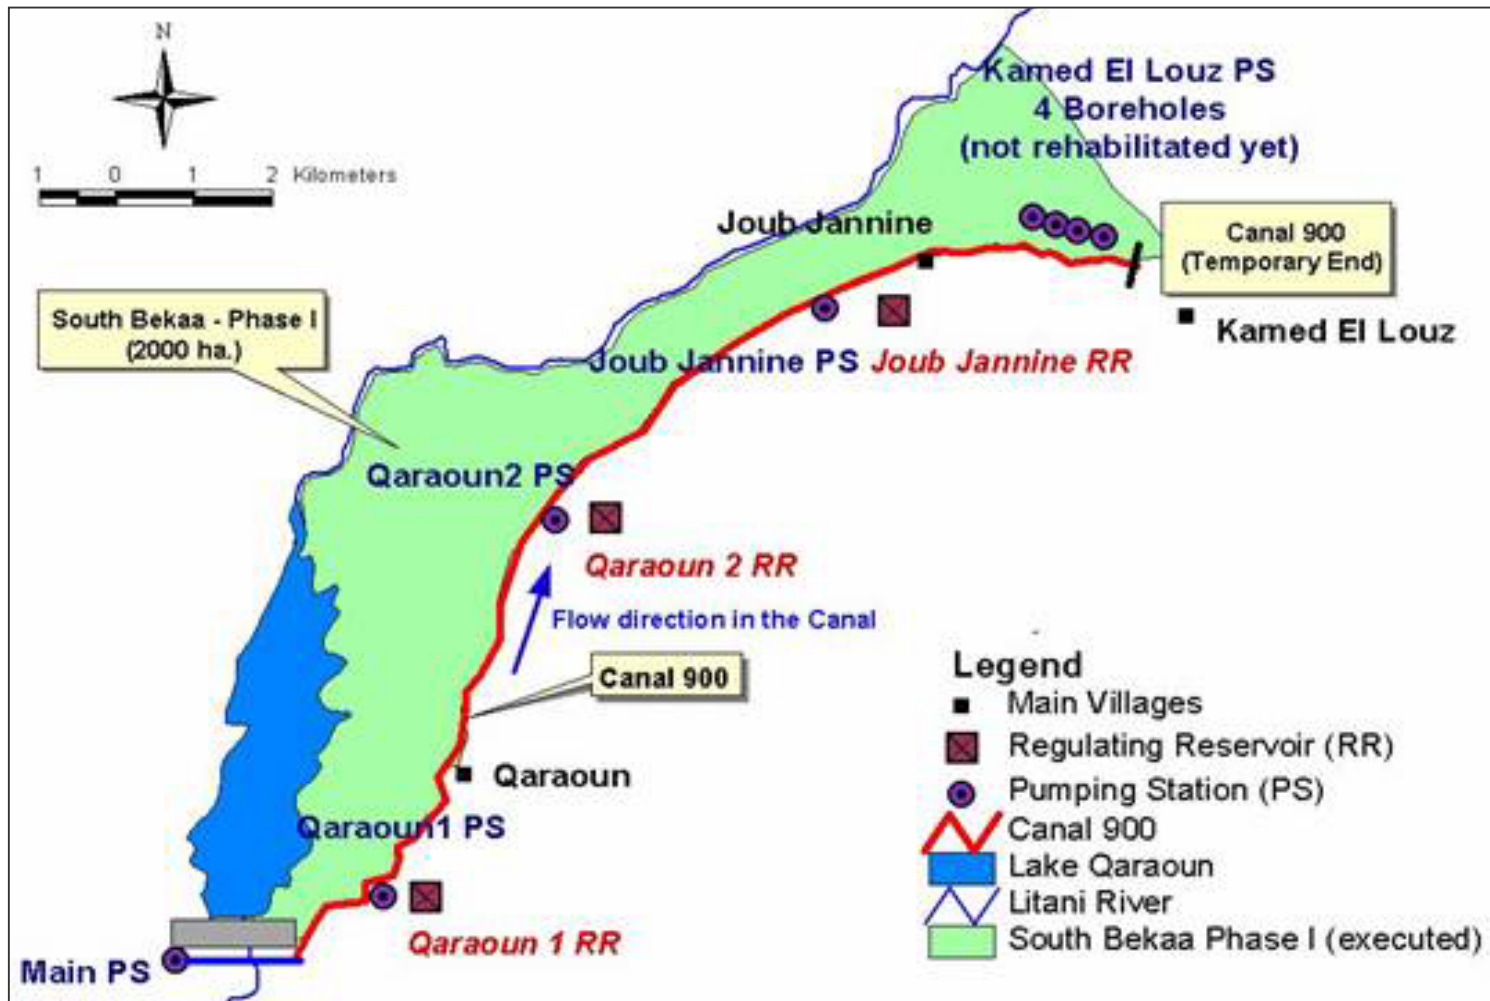 N
1 0 1 2 Kilometers
Kamed El Louz PS
4 Boreholes
(not rehabilitated yet)
Joub Jannine
Canal 900
(Temporary End)
South Bekaa - Phase I
(2000 ha.)
Kamed El Louz
Joub Jannine PS
Joub Jannine RR
Qaraoun2 PS
Qaraoun 2 RR
Flow direction in the Canal
Canal 900
Qaraoun
Qaraoun1 PS
Qaraoun 1 RR
Main PS
Legend
Main Villages
Regulating Reservoir (RR)
Pumping Station (PS)
Canal 900
Lake Qaraoun
Litani River
South Bekaa Phase I (executed)